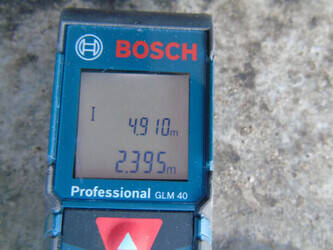 BOSCH
4.910m
2.395m
Professional GLM 40